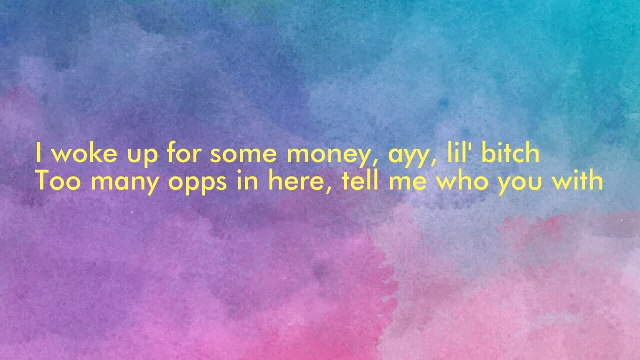 I woke up for some money, ayy, lil' bitch
Too many opps in here, tell me who you with